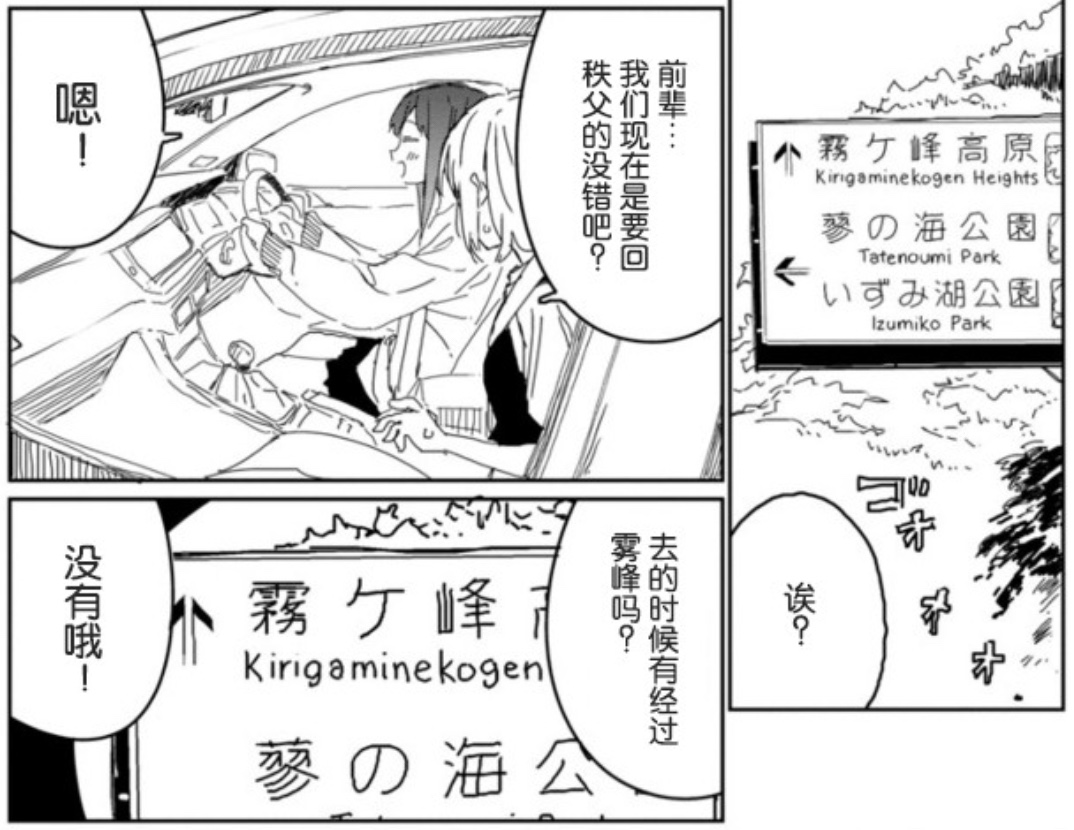 霧ケ峰高原
Kirigaminekogen Heights
蓼の海公園
Tatenoumi Park
いずみ湖公園
Izumiko Park
ゴォォォ
诶？
前辈…
我们现在是要回
秩父的没错吧？
嗯！
去的时候有经过
雾峰吗？
霧ケ峰高
Kirigaminekogen
蓼の海公
没有哦！